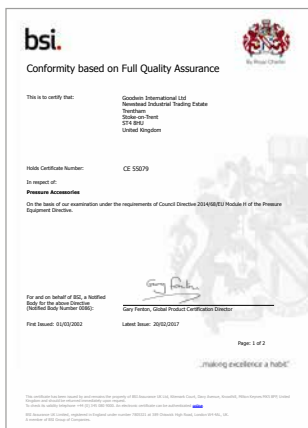 bsi.
By Royal Charter
Conformity based on Full Quality Assurance
This is to certify that:
Goodwin International Ltd
Newstead Industrial Trading Estate
Trentham
Stoke-on-Trent
ST4 8HU
United Kingdom
Holds Certificate Number:
CE 55079
In respect of:
Pressure Accessories
On the basis of our examination under the requirements of Council Directive 2014/68/EU Module H of the Pressure
Equipment Directive.
For and on behalf of BSI, a Notified
Body for the above Directive
(Notified Body Number 0086):
Gary Fenton, Global Product Certification Director
First Issued: 01/03/2002
Latest Issue: 20/02/2017
Page: 1 of 2
...making excellence a habit.™